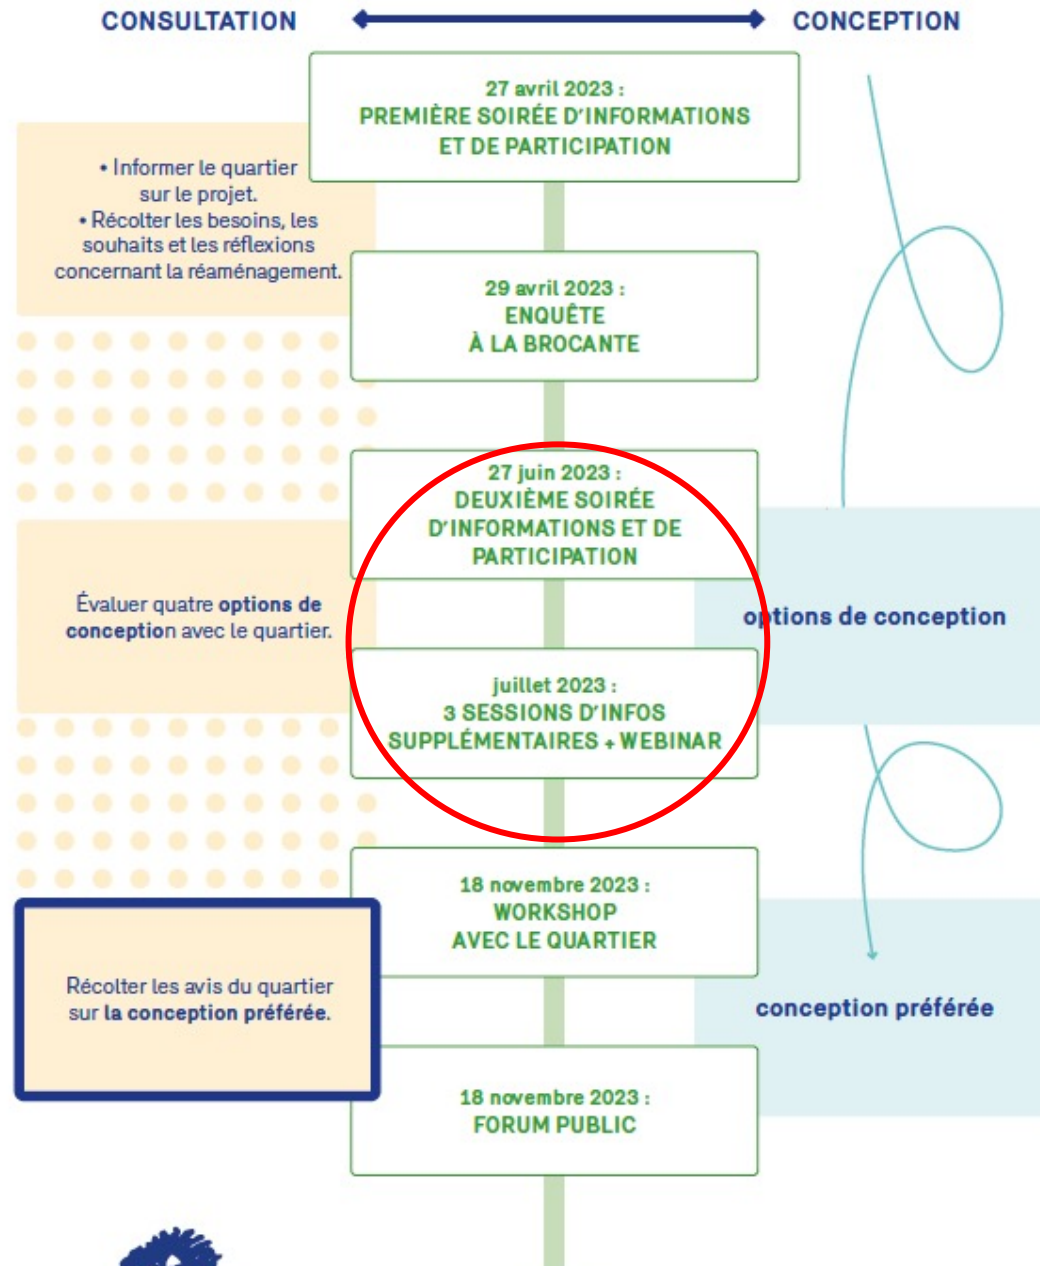 CONSULTATION
CONCEPTION
27 avril 2023 :
PREMIÈRE SOIRÉE D'INFORMATIONS
ET DE PARTICIPATION
• Informer le quartier
sur le projet.
• Récolter les besoins, les
souhaits et les réflexions
concernant la réaménagement.
29 avril 2023 :
ENQUÊTE
À LA BROCANTE
27 juin 2023 :
DEUXIÈME SOIRÉE
D'INFORMATIONS ET DE
PARTICIPATION
Évaluer quatre options de
conception avec le quartier.
options de conception
juillet 2023 :
3 SESSIONS D'INFOS
SUPPLÉMENTAIRES + WEBINAR
18 novembre 2023 :
WORKSHOP
AVEC LE QUARTIER
Récolter les avis du quartier
sur la conception préférée.
conception préférée
18 novembre 2023 :
FORUM PUBLIC